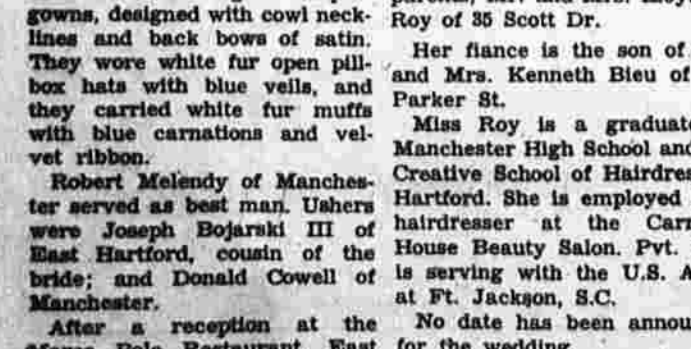 gowns, designed with cowl neck-
lines and back bows of satin.
They wore white fur open pill-
box hats with blue veils, and
they carried white fur muffs
with blue carnations and vel-
vet ribbon.
Robert Melendy of Manches-
ter served as best man. Ushers
were Joseph Bojarski III of
East Hartford, cousin of the
bride; and Donald Cowell of
Manchester.
After a reception at the
Restaurant, East
Roy of 35 Scott Dr.
Her fiance is the son of
and Mrs. Kenneth Bieu of
Parker St.
Miss Roy is a graduate
Manchester High School and
Creative School of Hairdres
Hartford. She is employed
hairdresser at the Carr
House Beauty Salon. Pvt.
is serving with the U.S. A
at Ft. Jackson, S.C.
No date has been annou
for the wedding